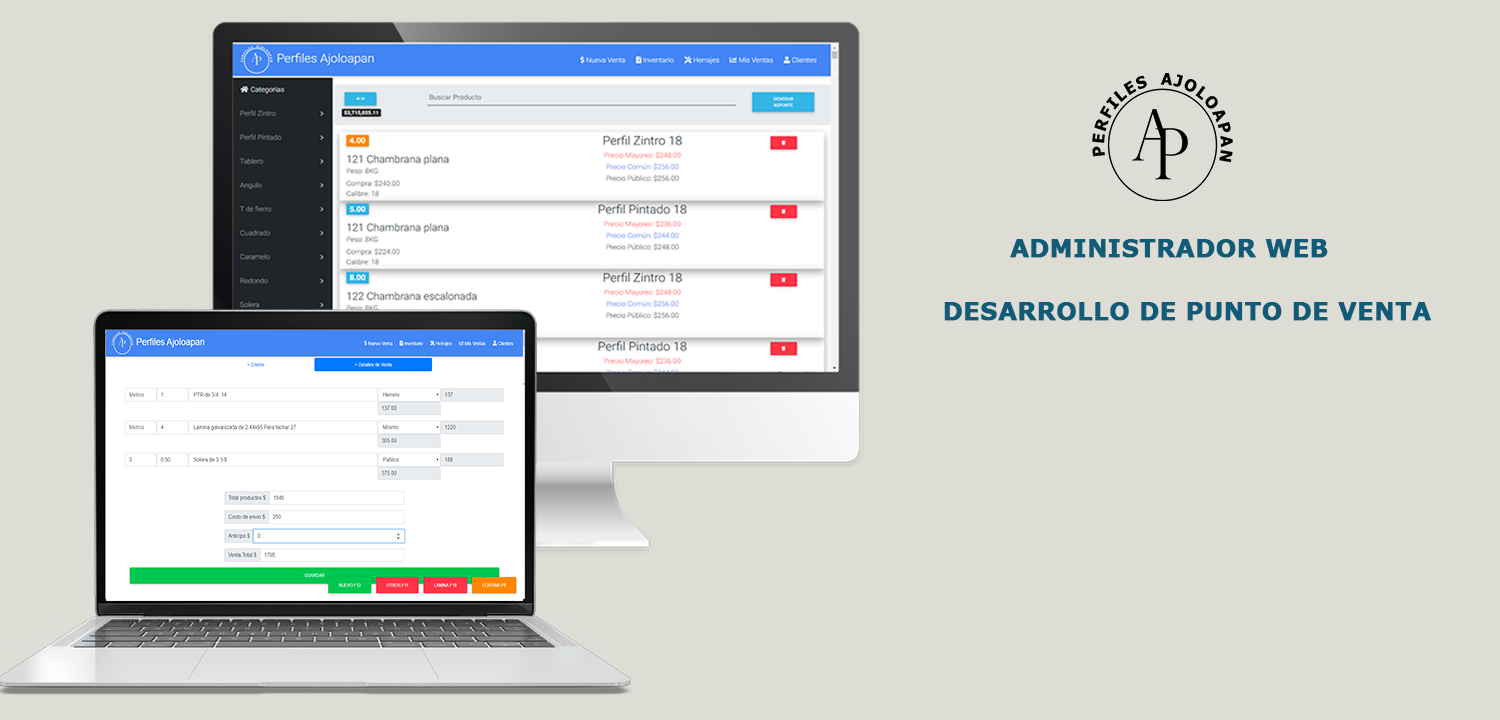 Perfiles Ajoloapan
Nueva Venta
Inventario
Herrajes
Mis Ventas
Clientes
Categorias
Perfil Zintro
Perfil Pintado
Tablero
Angulo
T de fierro
Cuadrado
Caramelo
Redondo
Solera
$3,715,025.11
Buscar Producto
GENERAR
REPORTE
4.00
121 Chambrana plana
Peso: 8KG
Compra: $240.00
Calibre: 18
Perfil Zintro 18
Precio Mayoreo: $248.00
Precio Común: $256.00
Precio Público: $256.00
5.00
121 Chambrana plana
Peso: 8KG
Compra: $224.00
Calibre: 18
Perfil Pintado 18
Precio Mayoreo: $236.00
Precio Común: $244.00
Precio Público: $248.00
8.00
122 Chambrana escalonada
Peso: 8KG
Perfil Zintro 18
Precio Mayoreo: $248.00
Precio Común: $256.00
Precio Público: $256.00
Perfil Pintado 18
Precio Mayoreo: $236.00
Perfiles Ajoloapan
$ Nueva Venta
Inventario
Herrajes
Mis Ventas
Clientes
> Cliente
> Detalles de Venta
Metros 1 PTR de 3/4 14 Herrero 137
137.00
Metros 4 Lamina galvanizada de 2.44x95 Para techar 27 Minimo 1220
305.00
3 0.50 Solera de 3 1/8 Publico 188
375.00
Total productos $ 1545
Costo de envio $ 250
Anticipo $ 0
Venta Total $ 1795
GUARDAR
NUEVO F12
OTROS F11
LAMINA F10
CORTINA F9
PERFILES AJOLOAPAN
AP
ADMINISTRADOR WEB
DESARROLLO DE PUNTO DE VENTA